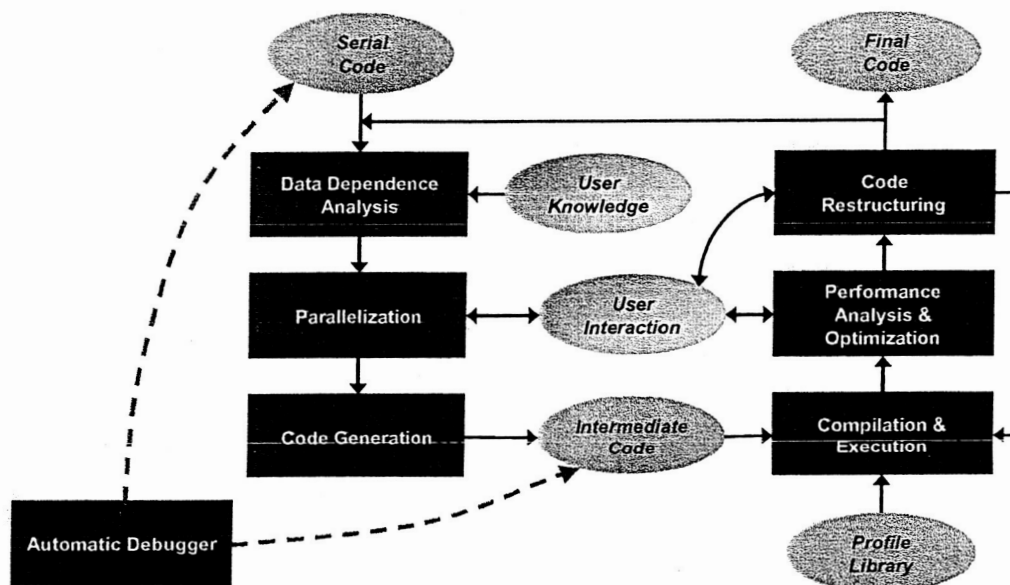 Serial
Code
Final
Code
Data Dependence
Analysis
User
Knowledge
Code
Restructuring
Parallelization
User
Interaction
Performance
Analysis &
Optimization
Code Generation
Intermediate
Code
Compilation &
Execution
Automatic Debugger
Profile
Library